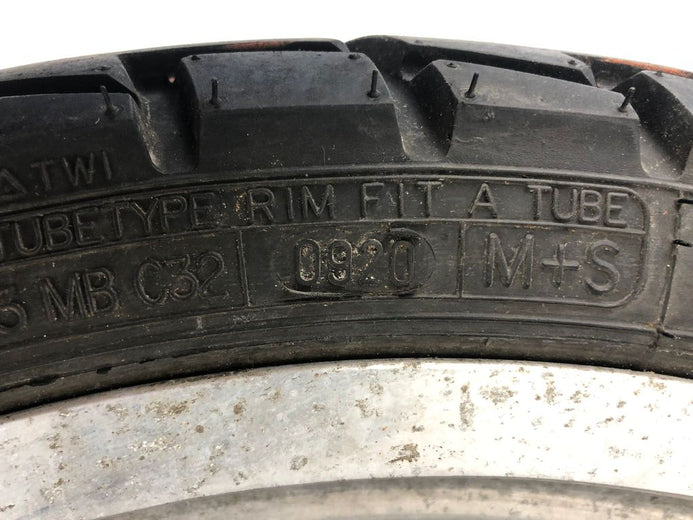 TWI
TUBETYPE RIM FIT A TUBE
MB C32 0920 M+S